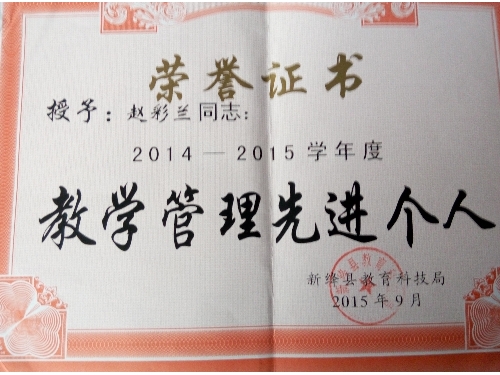 荣誉证书
授予：赵彩兰同志：
2014—2015学年度
教学管理先进个人
新绛县教育科技局
2015年9月